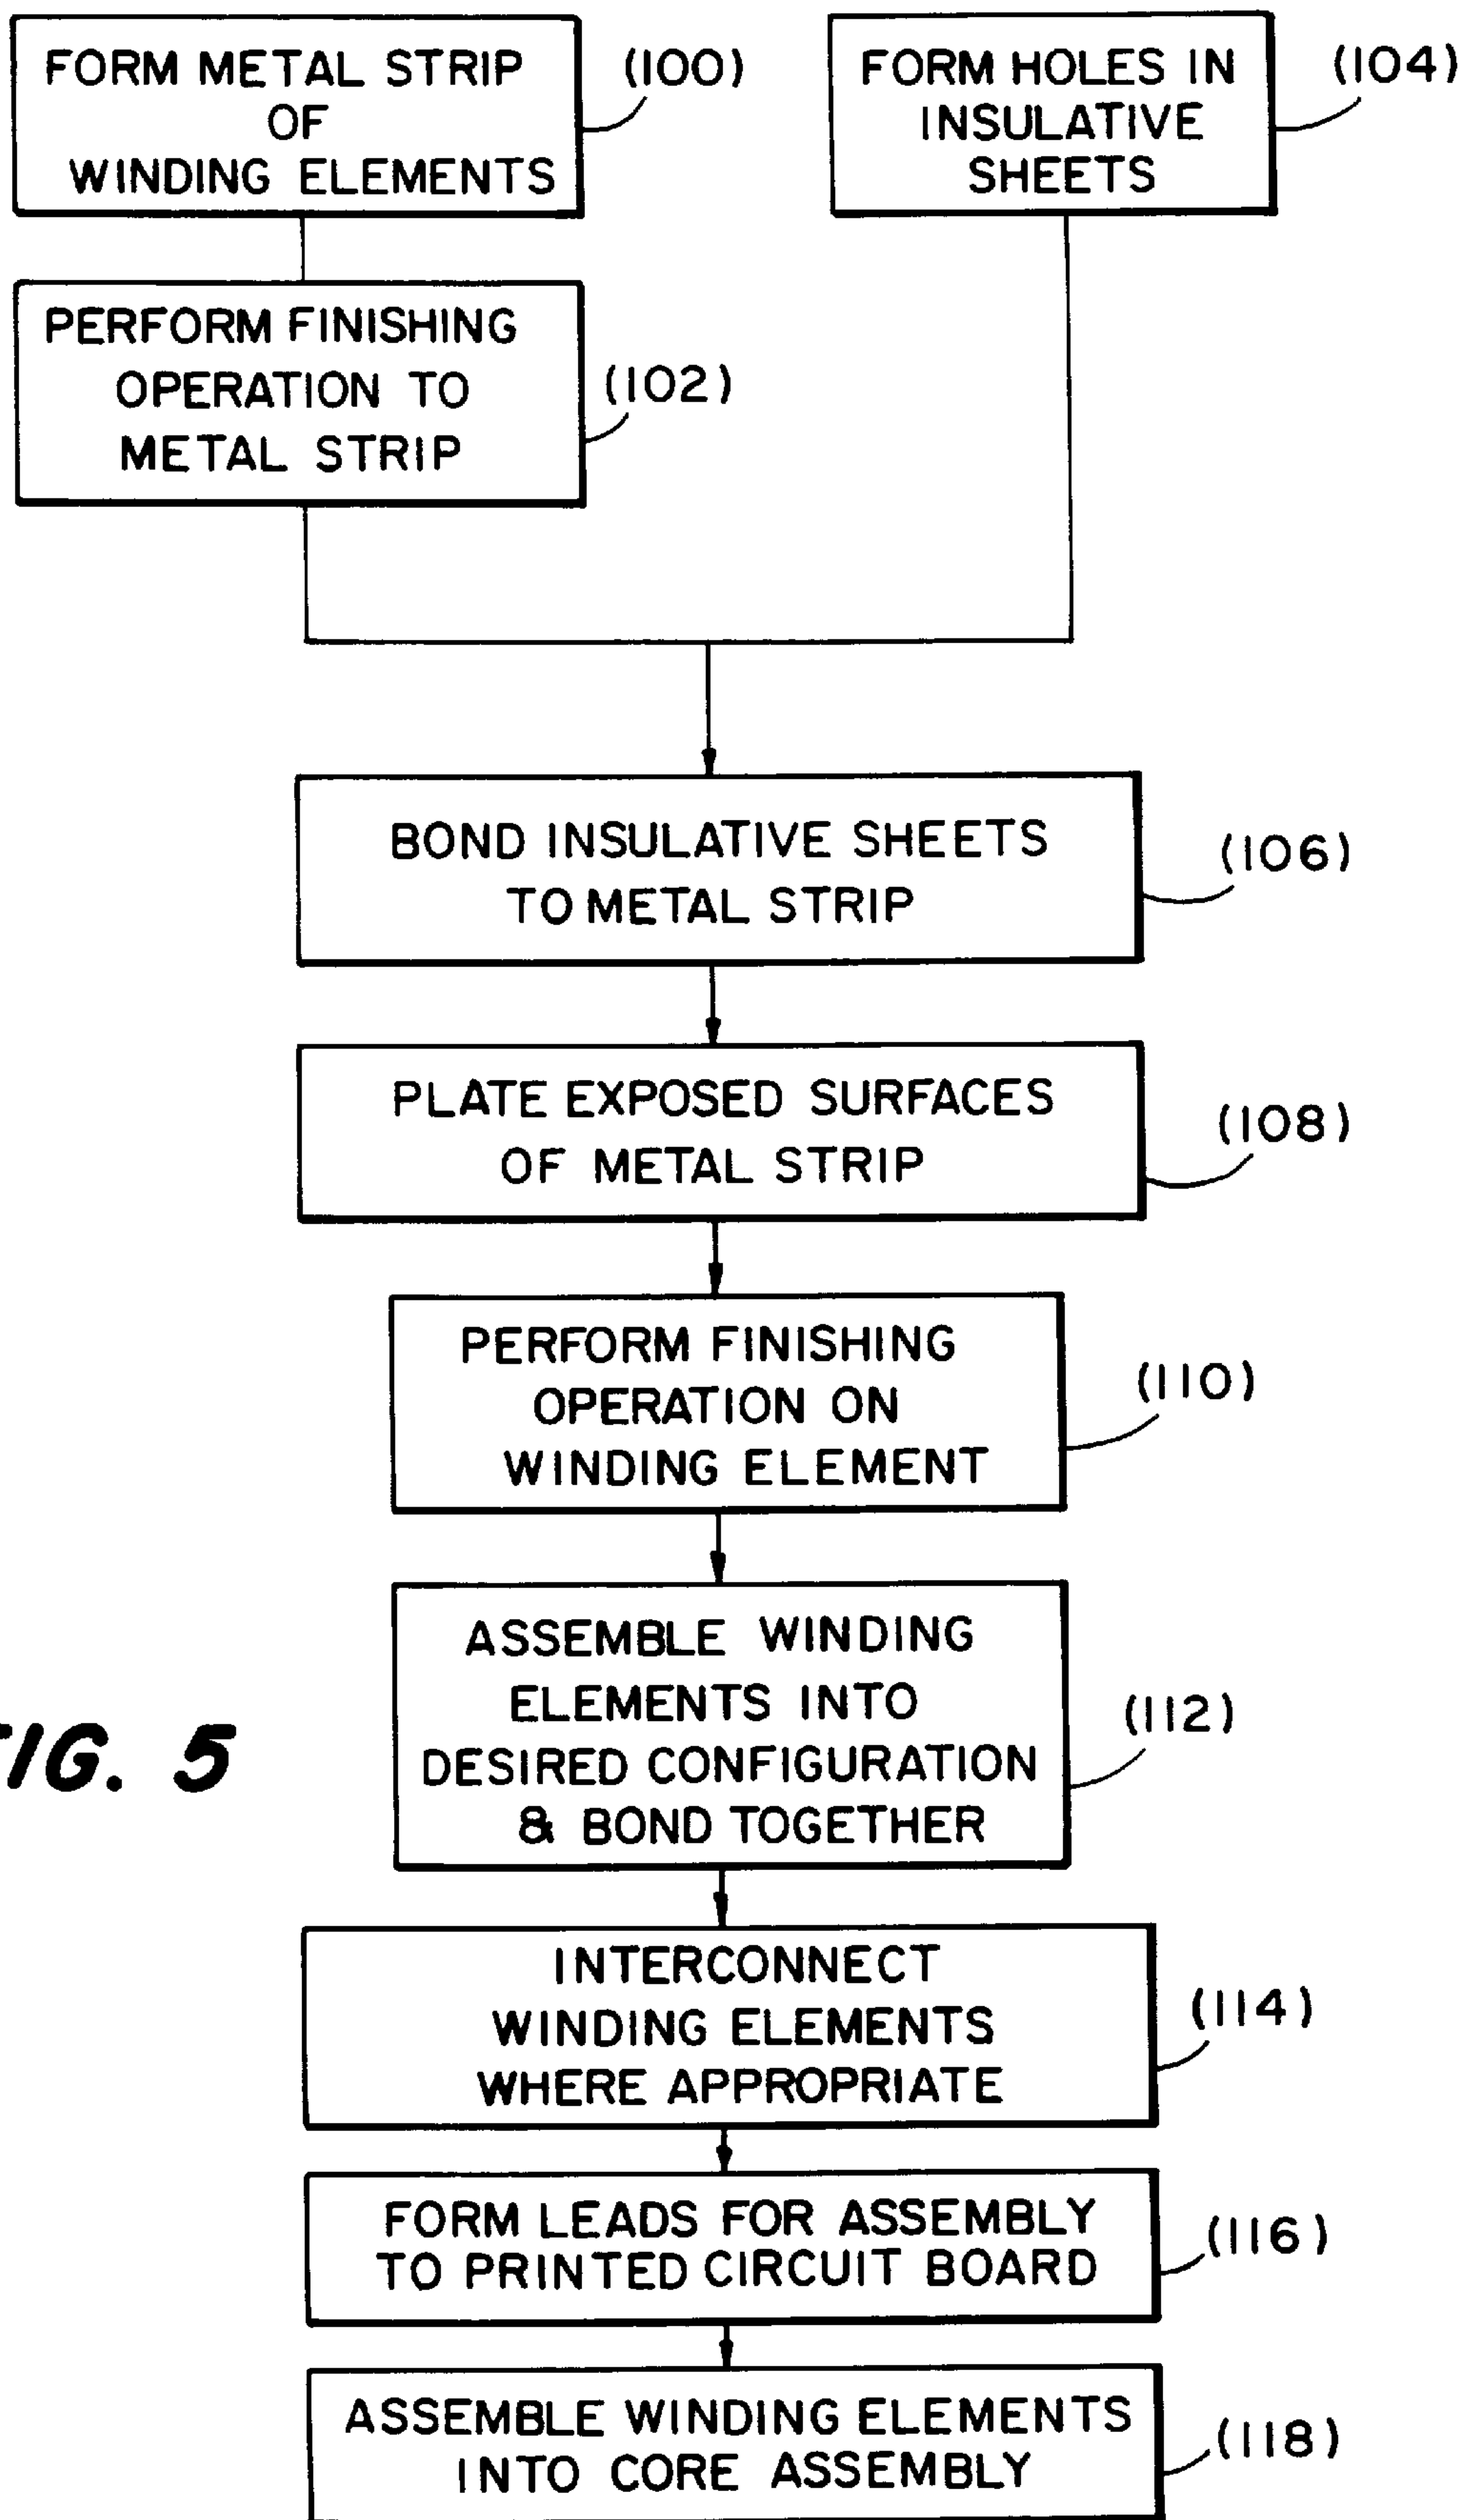 FORM METAL STRIP
OF
WINDING ELEMENTS
(100)
FORM HOLES IN
INSULATIVE
SHEETS
(104)
PERFORM FINISHING
OPERATION TO
METAL STRIP
(102)
BOND INSULATIVE SHEETS
TO METAL STRIP
(106)
PLATE EXPOSED SURFACES
OF METAL STRIP
(108)
PERFORM FINISHING
OPERATION ON
WINDING ELEMENT
(110)
ASSEMBLE WINDING
ELEMENTS INTO
DESIRED CONFIGURATION
& BOND TOGETHER
(112)
FIG. 5
INTERCONNECT
WINDING ELEMENTS
WHERE APPROPRIATE
(114)
FORM LEADS FOR ASSEMBLY
TO PRINTED CIRCUIT BOARD
(116)
ASSEMBLE WINDING ELEMENTS
INTO CORE ASSEMBLY
(118)